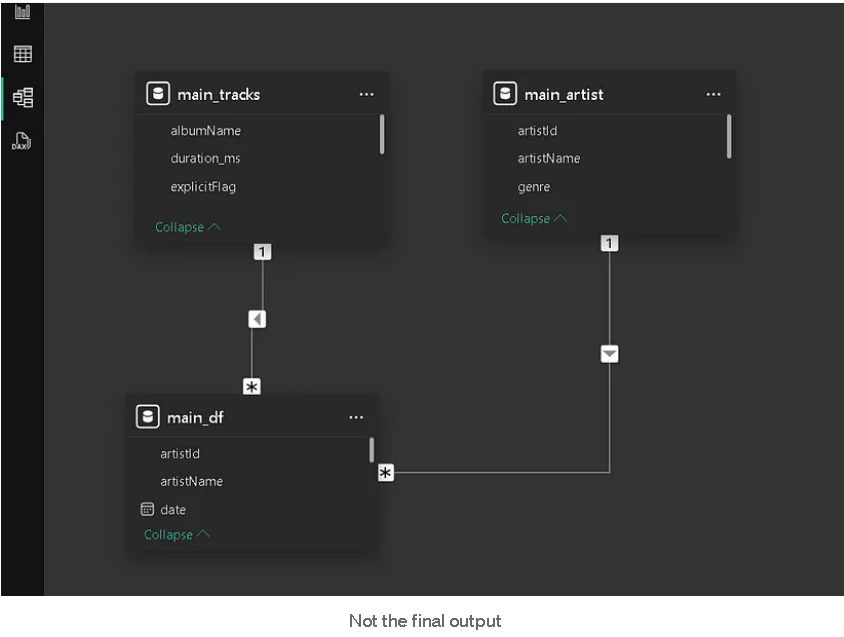 main_tracks ...
albumName
duration_ms
explicitFlag
Collapse
main_artist ...
artistId
artistName
genre
Collapse
1
1
*
main_df ...
artistId
artistName
date
Collapse
*
DAX
Not the final output